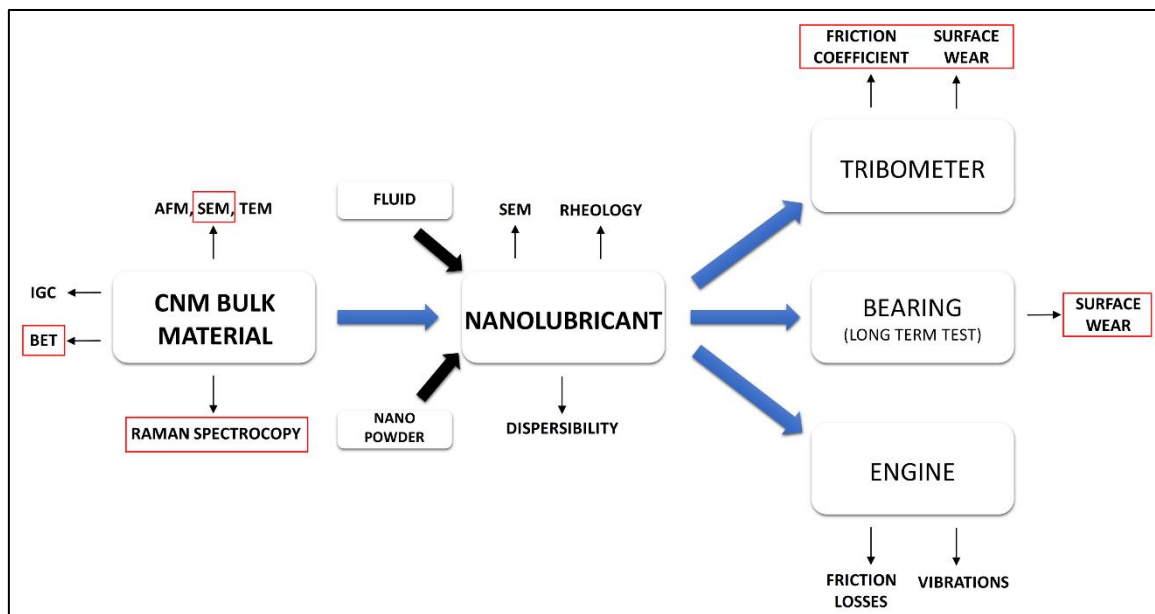 FRICTION COEFFICIENT
SURFACE WEAR
TRIBOMETER
AFM, SEM, TEM
FLUID
SEM
RHEOLOGY
IGC
BET
CNM BULK
MATERIAL
NANOLUBRICANT
BEARING
(LONG TERM TEST)
SURFACE
WEAR
RAMAN SPECTROCOPY
NANO
POWDER
DISPERSIBILITY
ENGINE
FRICTION
LOSSES
VIBRATIONS